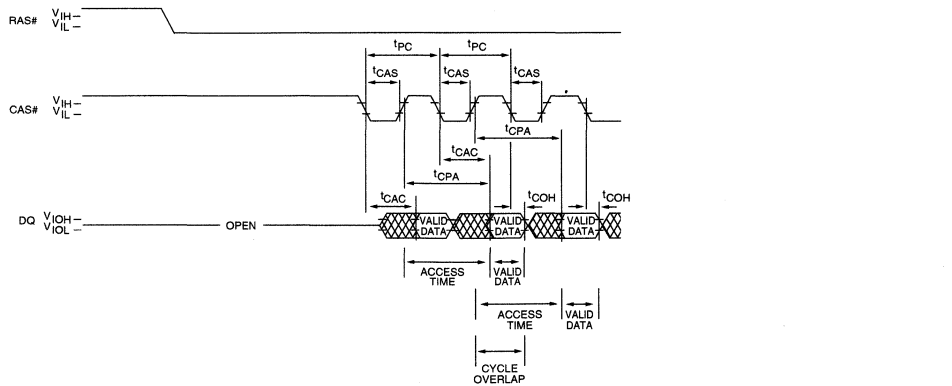 RAS# VIH
VIL
tPC tPC
tCAS tCAS tCAS
CAS# VIH
VIL
tCPA
tCAC
tCPA
tCAC tCOH tCOH
DQ VIOH
VIOL
OPEN
VALID DATA VALID DATA VALID DATA
ACCESS TIME VALID DATA
ACCESS TIME VALID DATA
CYCLE OVERLAP